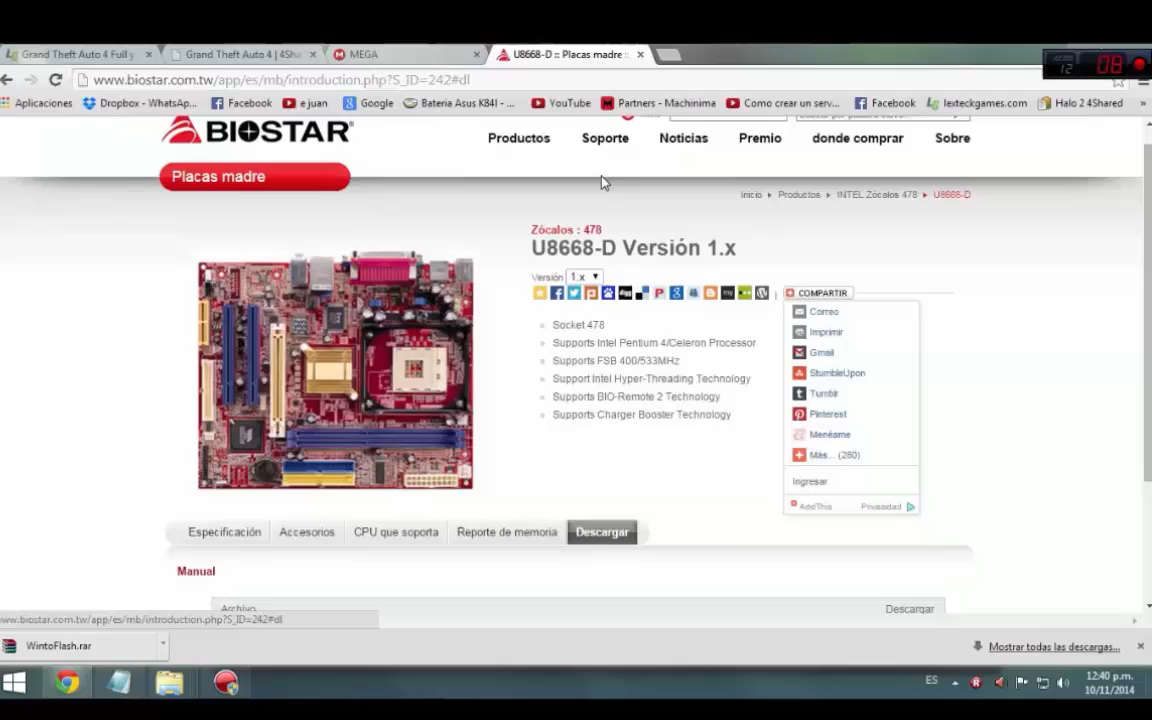 Grand Theft Auto 4 Full y
Grand Theft Auto 4 | 4Sha
MEGA
U8668-D :: Placas madre
www.biostar.com.tw/app/es/mb/introduction.php?S_ID=242#dl
12
08
Aplicaciones
Dropbox - WhatsAp...
Facebook
e juan
Google
Bateria Asus K84I - ...
YouTube
Partners - Machinima
Como crear un serv...
Facebook
lexteckgames.com
Halo 2 4Shared
»
BIOSTAR
Productos
Soporte
Noticias
Premio
donde comprar
Sobre
Placas madre
Inicio ▸ Productos ▸ INTEL Zócalos 478 ▸ U8668-D
Zócalos : 478
U8668-D Versión 1.x
Versión 1.x
COMPARTIR
Socket 478
Supports Intel Pentium 4/Celeron Processor
Supports FSB 400/533MHz
Support Intel Hyper-Threading Technology
Supports BIO-Remote 2 Technology
Supports Charger Booster Technology
Correo
Imprimir
Gmail
StumbleUpon
Tumblr
Pinterest
Menéame
Más... (280)
Ingresar
AddThis
Privacidad
Especificación
Accesorios
CPU que soporta
Reporte de memoria
Descargar
Manual
Archivo
Descargar
www.biostar.com.tw/app/es/mb/introduction.php?S_ID=242#dl
WintoFlash.rar
Mostrar todas las descargas...
ES
12:40 p.m.
10/11/2014